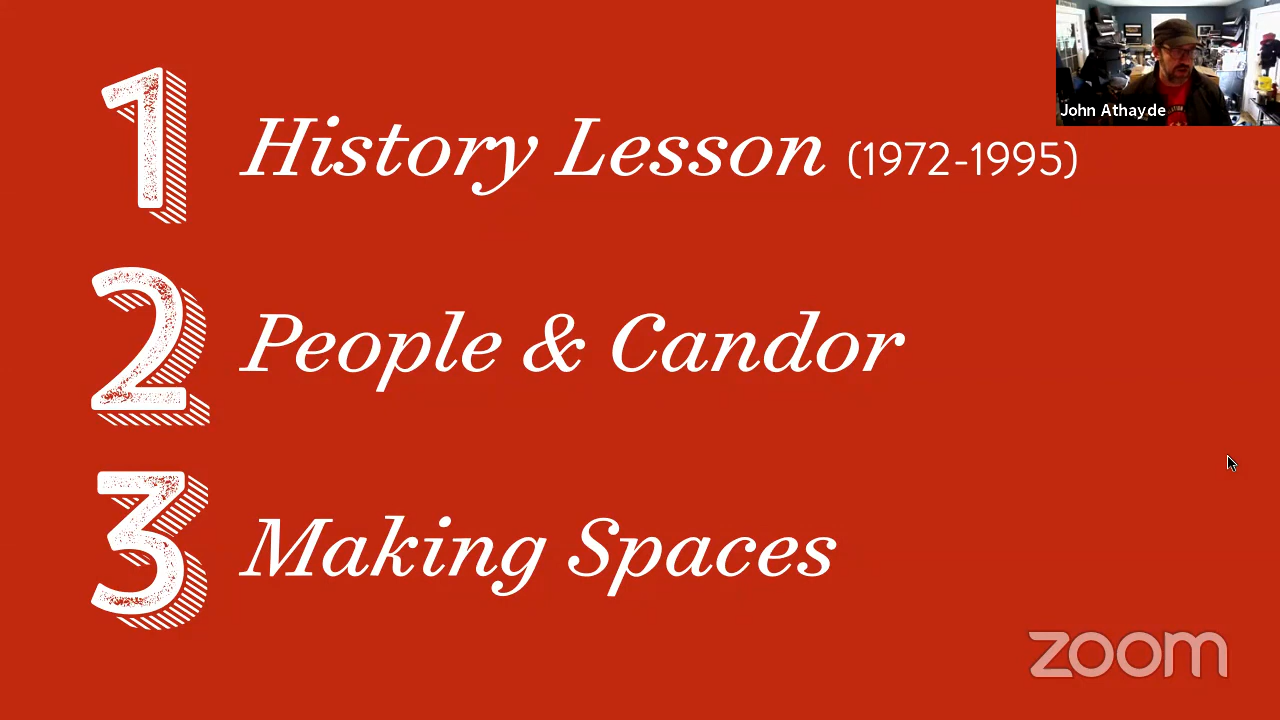 1 History Lesson (1972-1995)
2 People & Candor
3 Making Spaces
John Athayde
zoom